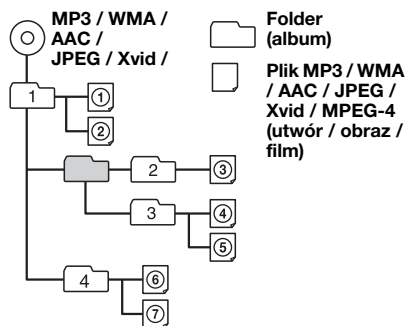 MP3 / WMA /
AAC /
JPEG / Xvid /
Folder
(album)
Plik MP3 / WMA
/ AAC / JPEG /
Xvid / MPEG-4
(utwór / obraz /
film)
1
①
②
2
③
3
④
⑤
4
⑥
⑦